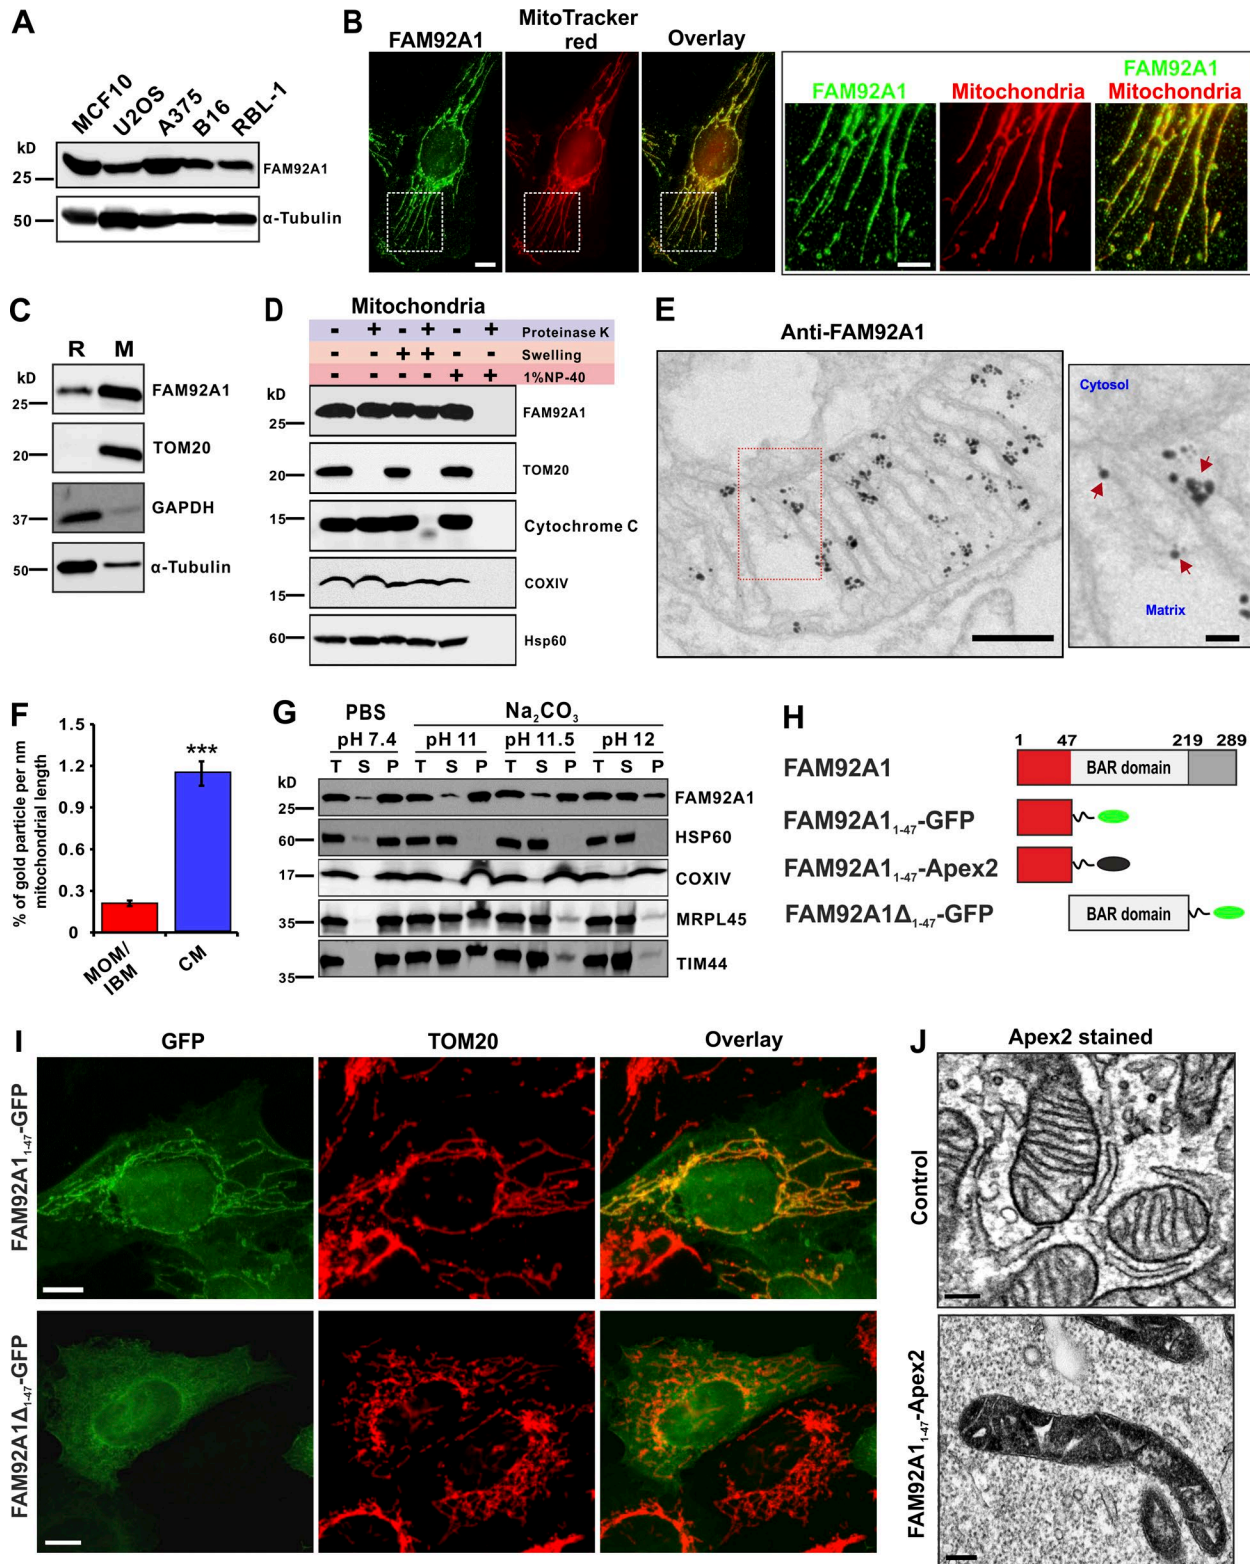 A
MCF10
U2OS
A375
B16
RBL-1
kD
25
FAM92A1
50
α-Tubulin
B
FAM92A1
MitoTracker
red
Overlay
FAM92A1
Mitochondria
FAM92A1
Mitochondria
C
R M
kD
FAM92A1
25
TOM20
20
GAPDH
37
α-Tubulin
50
D
Mitochondria
- + - + - + Proteinase K
- - + + - - Swelling
- - - - + + 1%NP-40
kD
FAM92A1
25
TOM20
20
15
Cytochrome C
COXIV
15
60
Hsp60
E
Anti-FAM92A1
Cytosol
Matrix
F
% of gold particle per nm
mitochondrial length
1.5
1.2
0.9
0.6
0.3
0
***
MOM/
IBM
CM
G
PBS Na₂CO₃
pH 7.4 pH 11 pH 11.5 pH 12
T S P T S P T S P T S P
kD
FAM92A1
25
60
HSP60
17
COXIV
35
MRPL45
TIM44
35
H
1 47 219 289
FAM92A1
BAR domain
FAM92A1₁₋₄₇-GFP
FAM92A1₁₋₄₇-Apex2
FAM92A1Δ₁₋₄₇-GFP
BAR domain
I
GFP
TOM20
Overlay
FAM92A1₁₋₄₇-GFP
FAM92A1Δ₁₋₄₇-GFP
J
Apex2 stained
Control
FAM92A1₁₋₄₇-Apex2